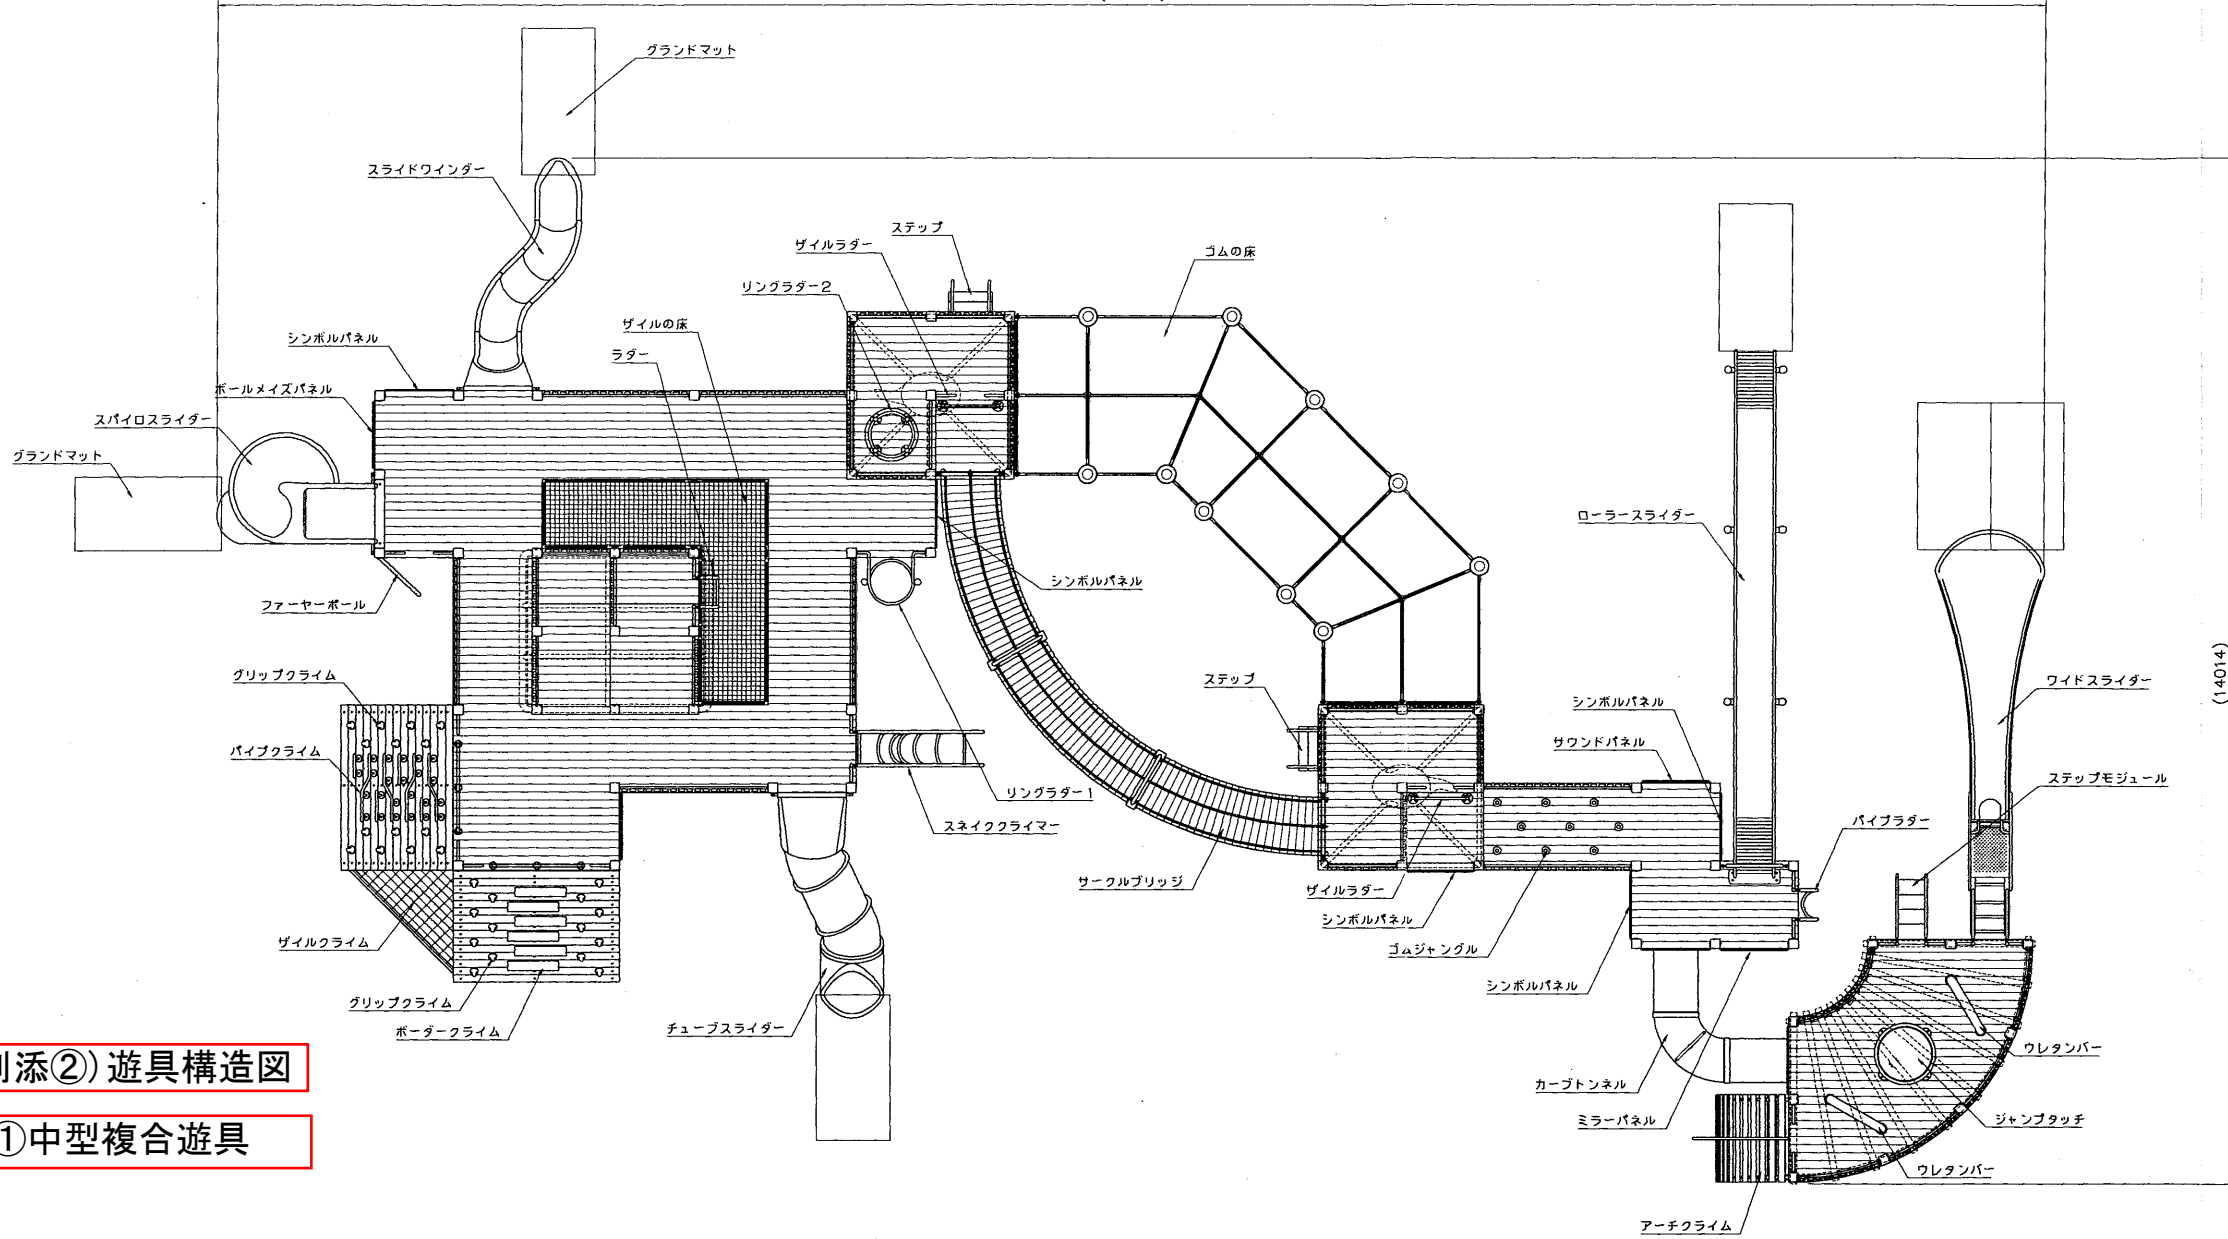 グランドマット
スライドワインダー
ステップ
ザイルラダー
ゴムの床
リングラダー2
ザイルの床
シンボルパネル
ラダー
ボールメイズパネル
スパイロスライダー
グランドマット
ローラースライダー
シンボルパネル
ファーヤーポール
(14014)
グリップクライム
ステップ
ワイドスライダー
シンボルパネル
サウンドパネル
パイプクライム
ステップモジュール
リングラダー1
パイプラダー
スネイククライマー
サークルブリッジ
ザイルラダー
シンボルパネル
ザイルクライム
ゴムジャングル
シンボルパネル
グリップクライム
ボーダークライム
チューブスライダー
ウレタンバー
添②)遊具構造図
カーブトンネル
ミラーパネル
ジャンプタッチ
①中型複合遊具
ウレタンバー
アーチクライム